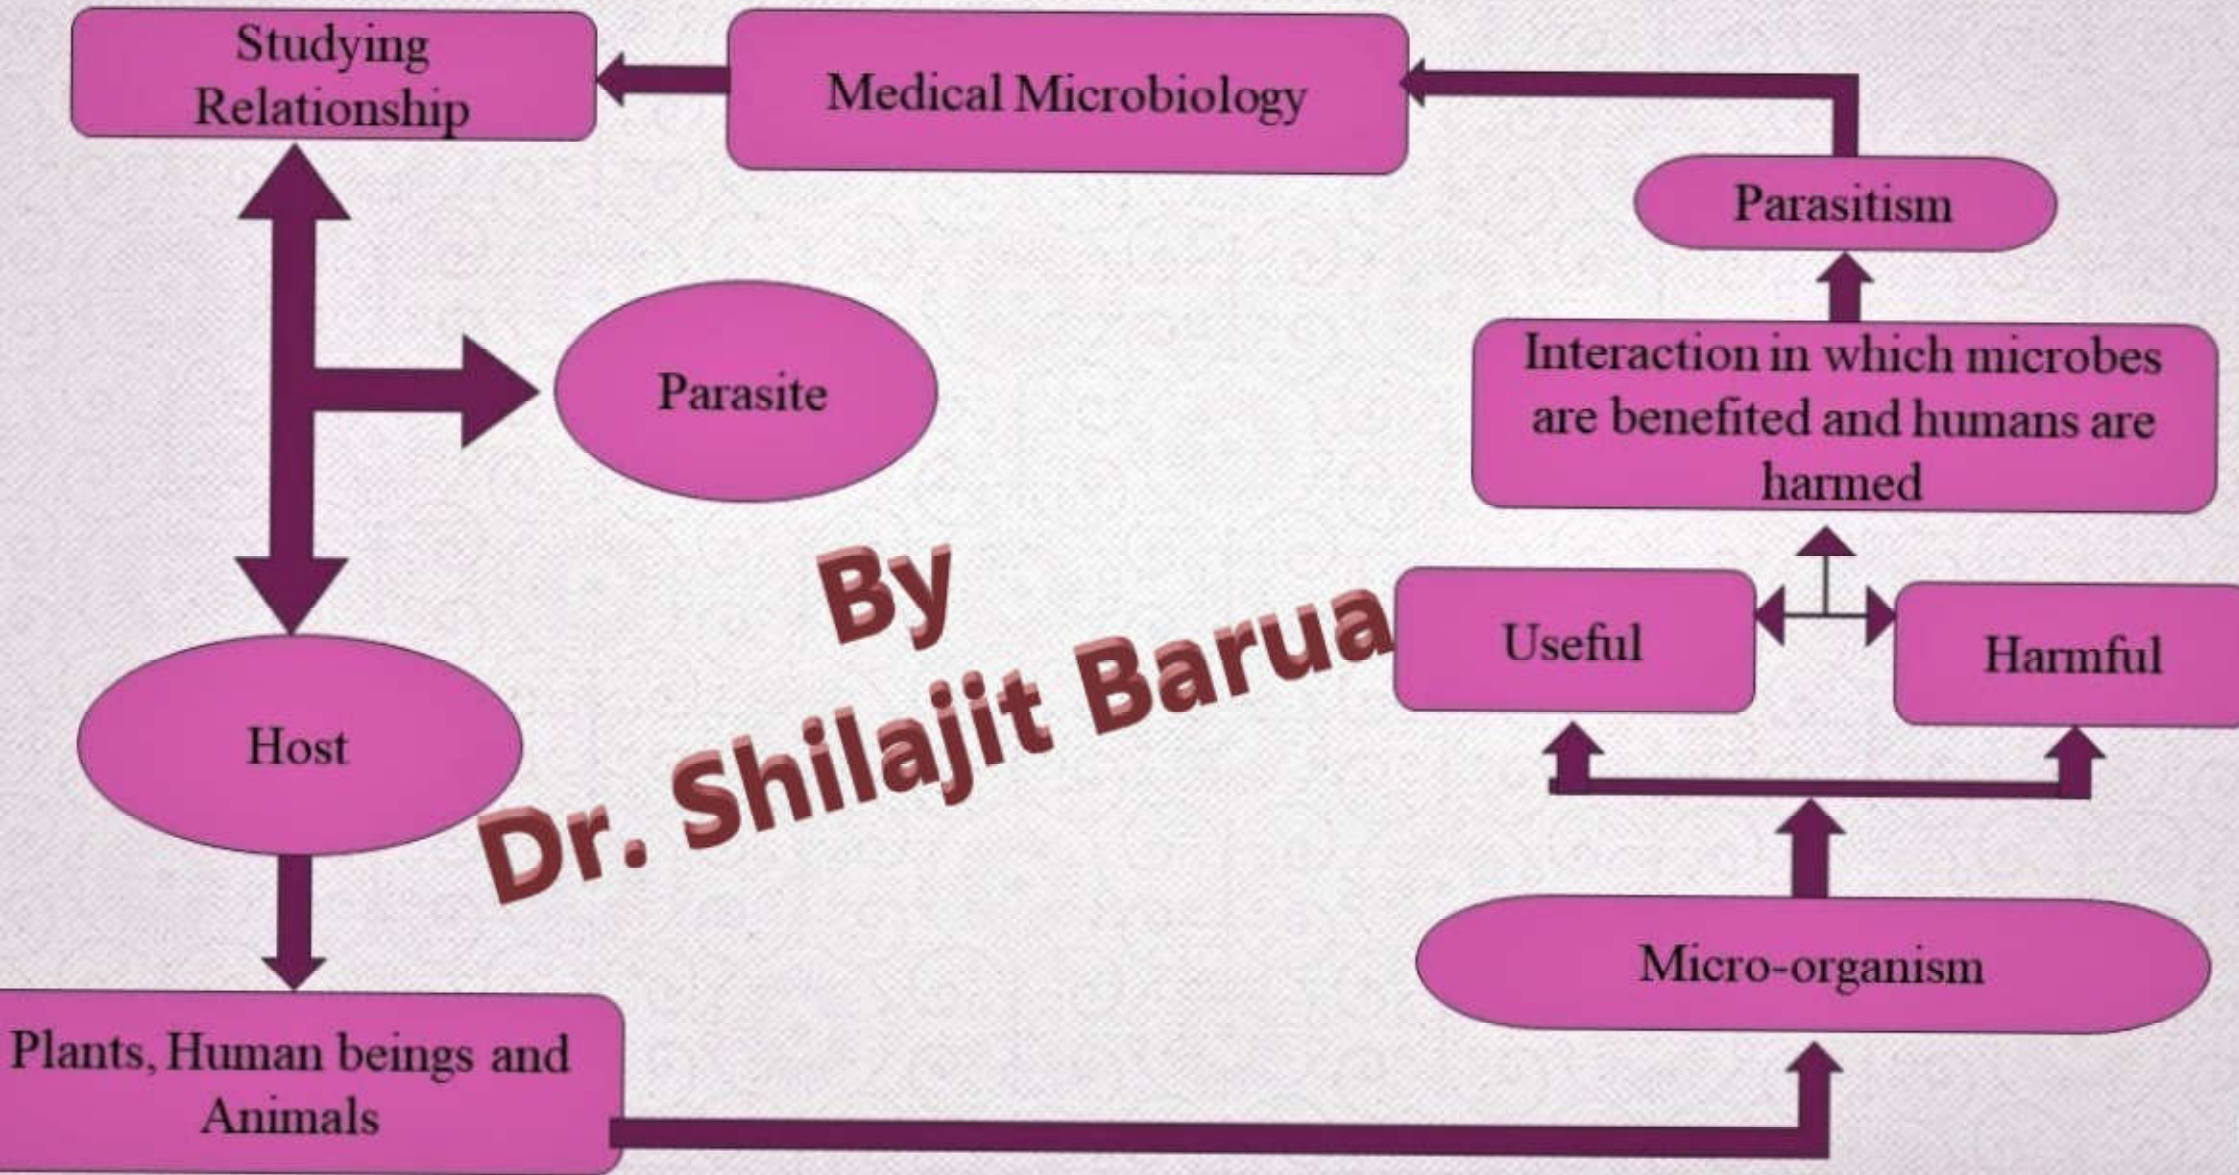 Studying
Relationship
Medical Microbiology
Parasitism
Parasite
Interaction in which microbes
are benefited and humans are
harmed
By
Dr. Shilajit Barua
Useful
Harmful
Host
Micro-organism
Plants, Human beings and
Animals